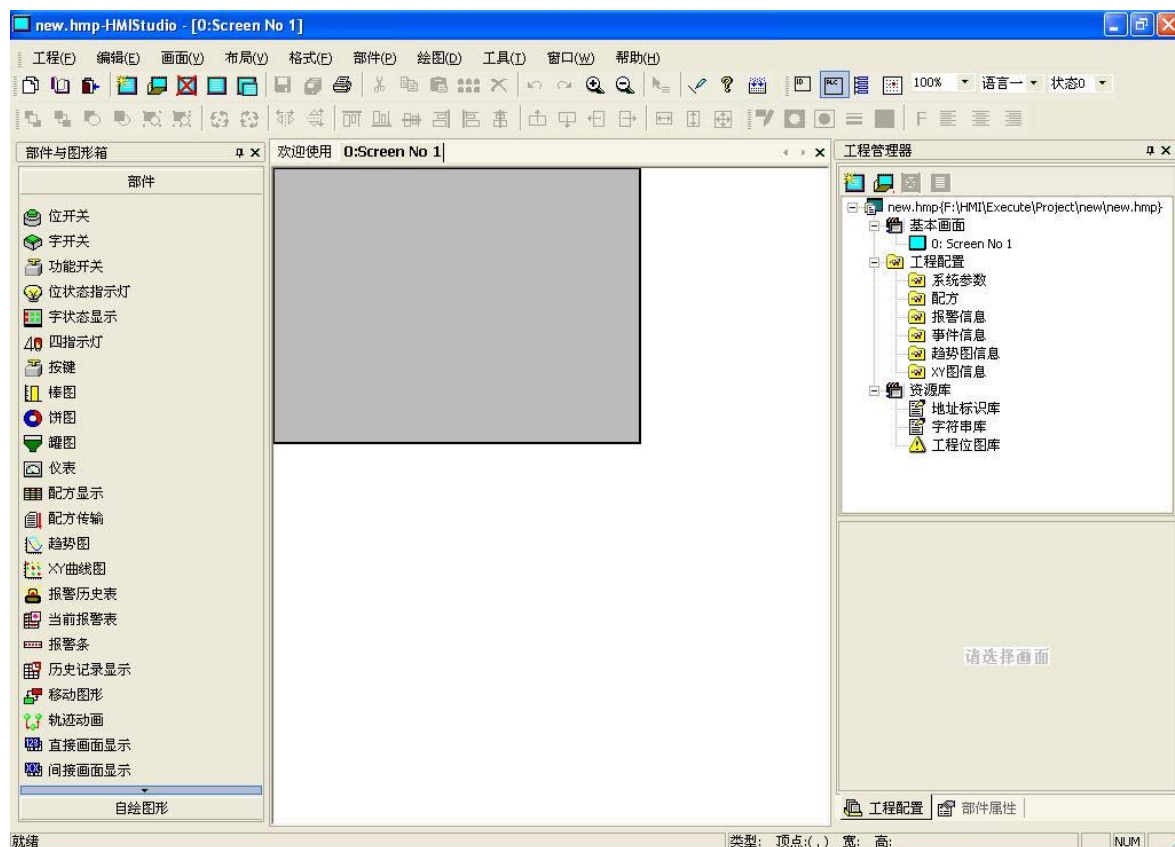 new.hmp-HMIStudio - [0:Screen No 1]
工程(F) 编辑(E) 画面(V) 布局(Y) 格式(F) 部件(P) 绘图(D) 工具(T) 窗口(W) 帮助(H)
100% 语言一 状态0
部件与图形箱
欢迎使用 0:Screen No 1
工程管理器
部件
位开关
字开关
功能开关
位状态指示灯
字状态显示
四指示灯
按键
棒图
饼图
罐图
仪表
配方显示
配方传输
趋势图
XY曲线图
报警历史表
当前报警表
报警条
历史记录显示
移动图形
轨迹动画
直接画面显示
间接画面显示
自绘图形
new.hmp{F:\HMI\Execute\Project\new\new.hmp}
基本画面
0: Screen No 1
工程配置
系统参数
配方
报警信息
事件信息
趋势图信息
XY图信息
资源库
地址标识库
字符串库
工程位图库
请选择画面
工程配置 部件属性
就绪
类型: 顶点:(,) 宽: 高:
NUM